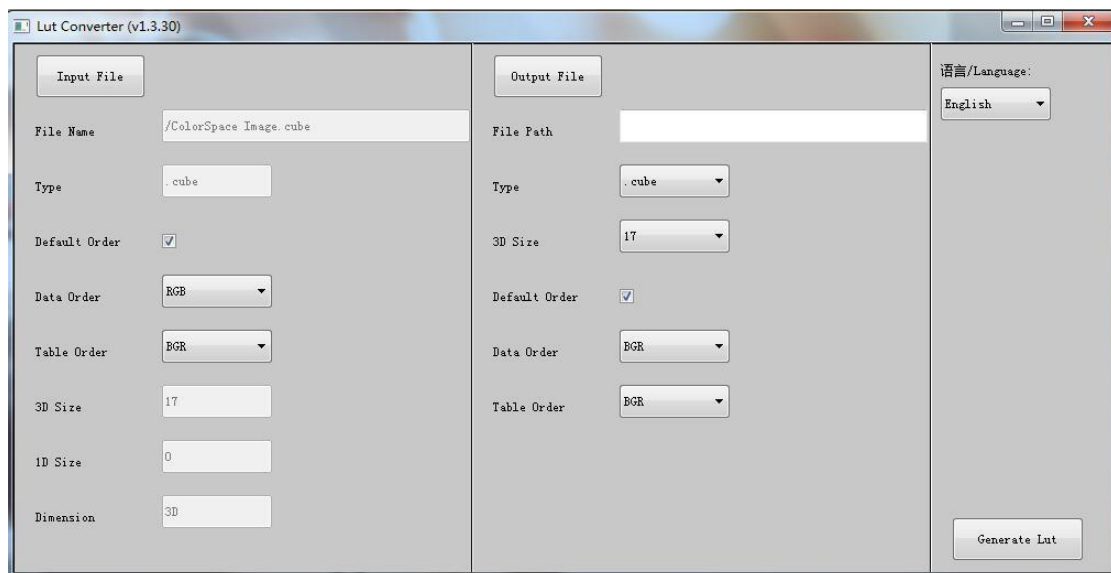 Lut Converter (v1.3.30)
Input File
File Name
/ColorSpace Image.cube
Type
.cube
Default Order
Data Order
RGB
Table Order
BGR
3D Size
17
1D Size
0
Dimension
3D
Output File
File Path
Type
.cube
3D Size
17
Default Order
Data Order
BGR
Table Order
BGR
语言/Language:
English
Generate Lut